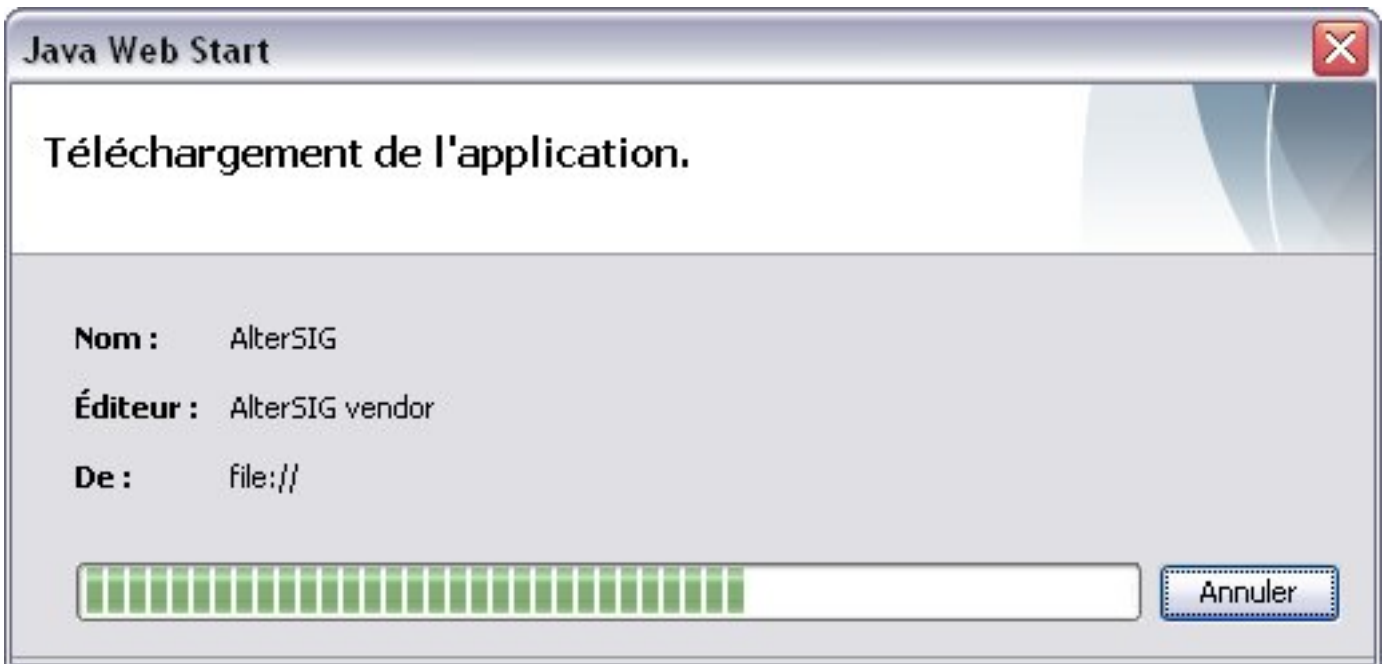 Java Web Start
Téléchargement de l'application.
Nom : AlterSIG
Éditeur : AlterSIG vendor
De : file://
Annuler